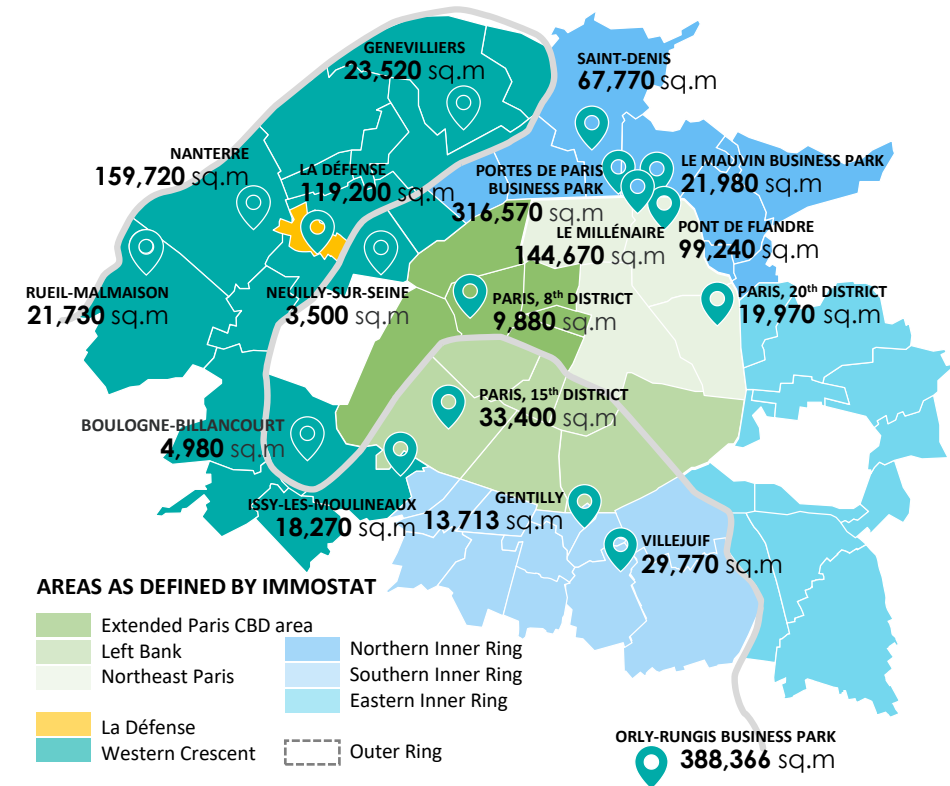 GENEVILLIERS
23,520 sq.m
SAINT-DENIS
67,770 sq.m
NANTERRE
159,720 sq.m
LA DÉFENSE
119,200 sq.m
PORTES DE PARIS
BUSINESS PARK
316,570 sq.m
LE MAUVIN BUSINESS PARK
21,980 sq.m
LE MILLÉNAIRE
144,670 sq.m
PONT DE FLANDRE
99,240 sq.m
RUEIL-MALMAISON
21,730 sq.m
NEUILLY-SUR-SEINE
3,500 sq.m
PARIS, 8th DISTRICT
9,880 sq.m
PARIS, 20th DISTRICT
19,970 sq.m
PARIS, 15th DISTRICT
33,400 sq.m
BOULOGNE-BILLANCOURT
4,980 sq.m
ISSY-LES-MOULINEAUX
18,270 sq.m
GENTILLY
13,713 sq.m
VILLEJUIF
29,770 sq.m
AREAS AS DEFINED BY IMMOSTAT
Extended Paris CBD area
Left Bank
Northeast Paris
La Défense
Western Crescent
Northern Inner Ring
Southern Inner Ring
Eastern Inner Ring
Outer Ring
ORLY-RUNGIS BUSINESS PARK
388,366 sq.m